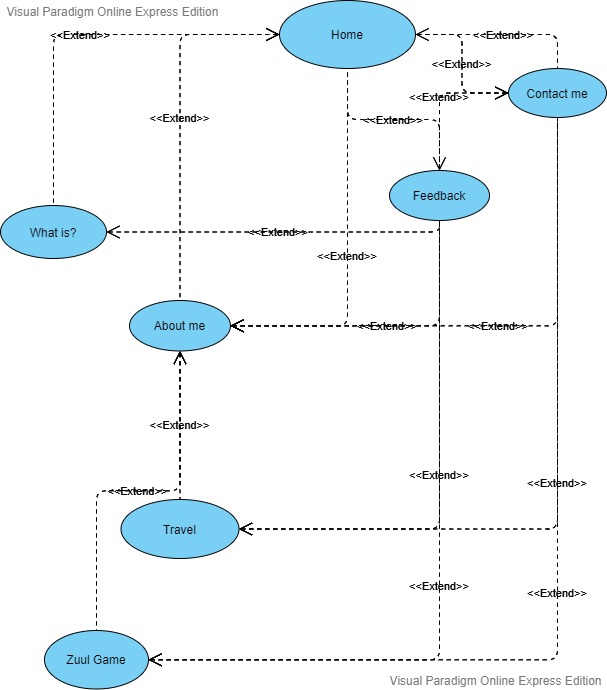 Visual Paradigm Online Express Edition
Home
<<Extend>>
<<Extend>>
<<Extend>>
Contact me
<<Extend>>
<<Extend>>
<<Extend>>
Feedback
What is?
<<Extend>>
<<Extend>>
About me
<<Extend>>
<<Extend>>
<<Extend>>
<<Extend>>
<<Extend>>
<<Extend>>
Travel
<<Extend>>
<<Extend>>
Zuul Game
Visual Paradigm Online Express Edition